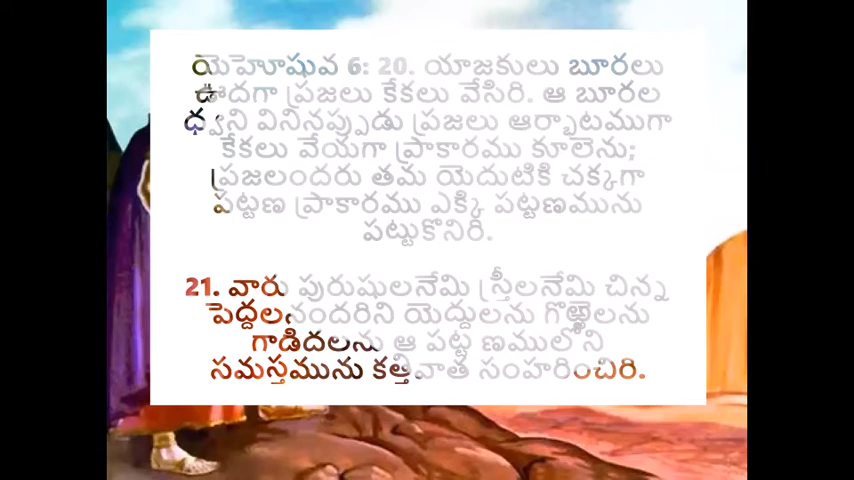 యెహెూషువ 6: 20. యాజకులు బూరలు
ఊదగా ప్రజలు కేకలు వేసిరి. ఆ బూరల
ధ్వని వినినప్పుడు ప్రజలు ఆర్భాటముగా
కేకలు వేయగా ప్రాకారము కూలెను;
ప్రజలందరు తమ యెదుటికి చక్కగా
పట్టణ ప్రాకారము ఎక్కి పట్టణమును
పట్టుకొనిరి.
21. వారు పురుషులనేమి స్త్రీలనేమి చిన్న
పెద్దలనందరిని యెద్దులను గొఱ్ఱెలను
గాడిదలను ఆ పట్ట ణములోని
సమస్తమును కత్తివాత సంహరించిరి.